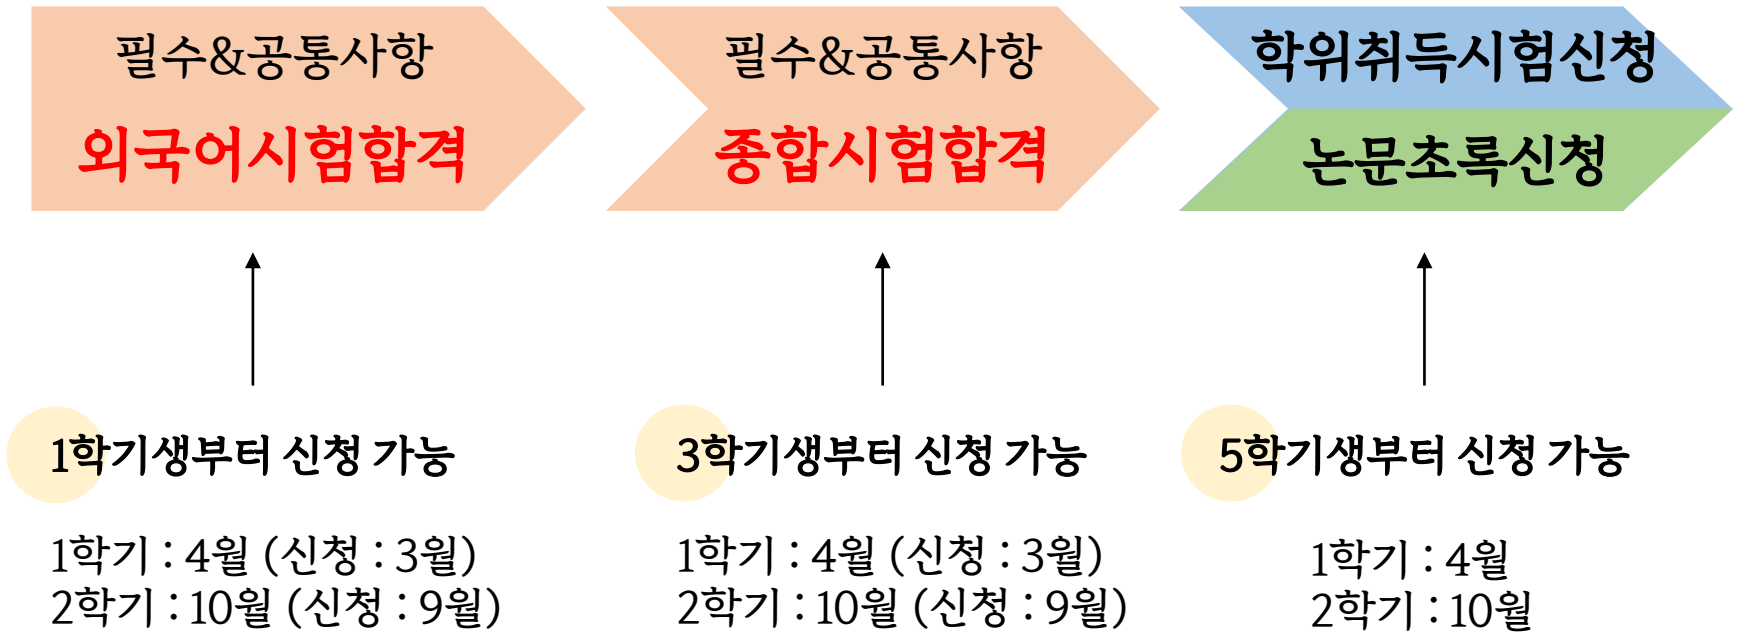 필수&공통사항
외국어시험합격
필수&공통사항
종합시험합격
학위취득시험신청
논문초록신청
1학기생부터 신청 가능
1학기 : 4월 (신청 : 3월)
2학기 : 10월 (신청 : 9월)
3학기생부터 신청 가능
1학기 : 4월 (신청 : 3월)
2학기 : 10월 (신청 : 9월)
5학기생부터 신청 가능
1학기 : 4월
2학기 : 10월